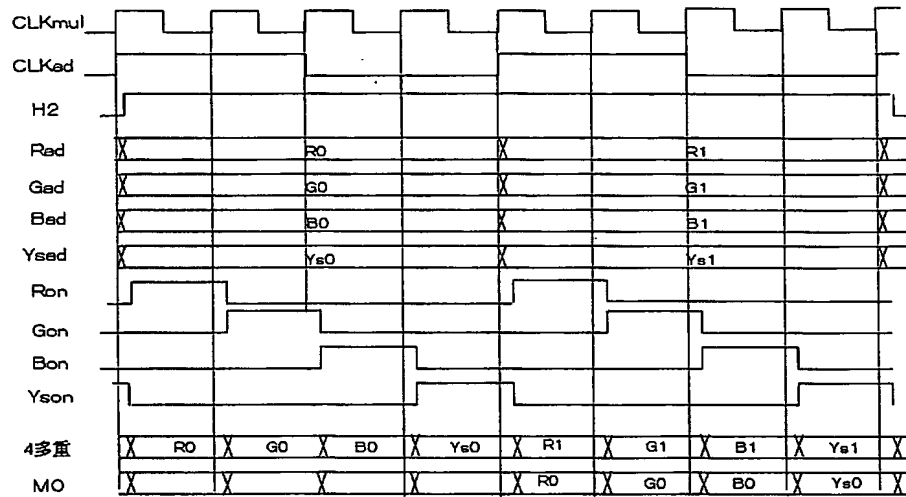 CLKmul
CLKad
H2
Rad R0 R1
Gad G0 G1
Bad B0 B1
Ysad Ys0 Ys1
Ron
Gon
Bon
Yson
4多重 R0 G0 B0 Ys0 R1 G1 B1 Ys1
MO R0 G0 B0 Ys0